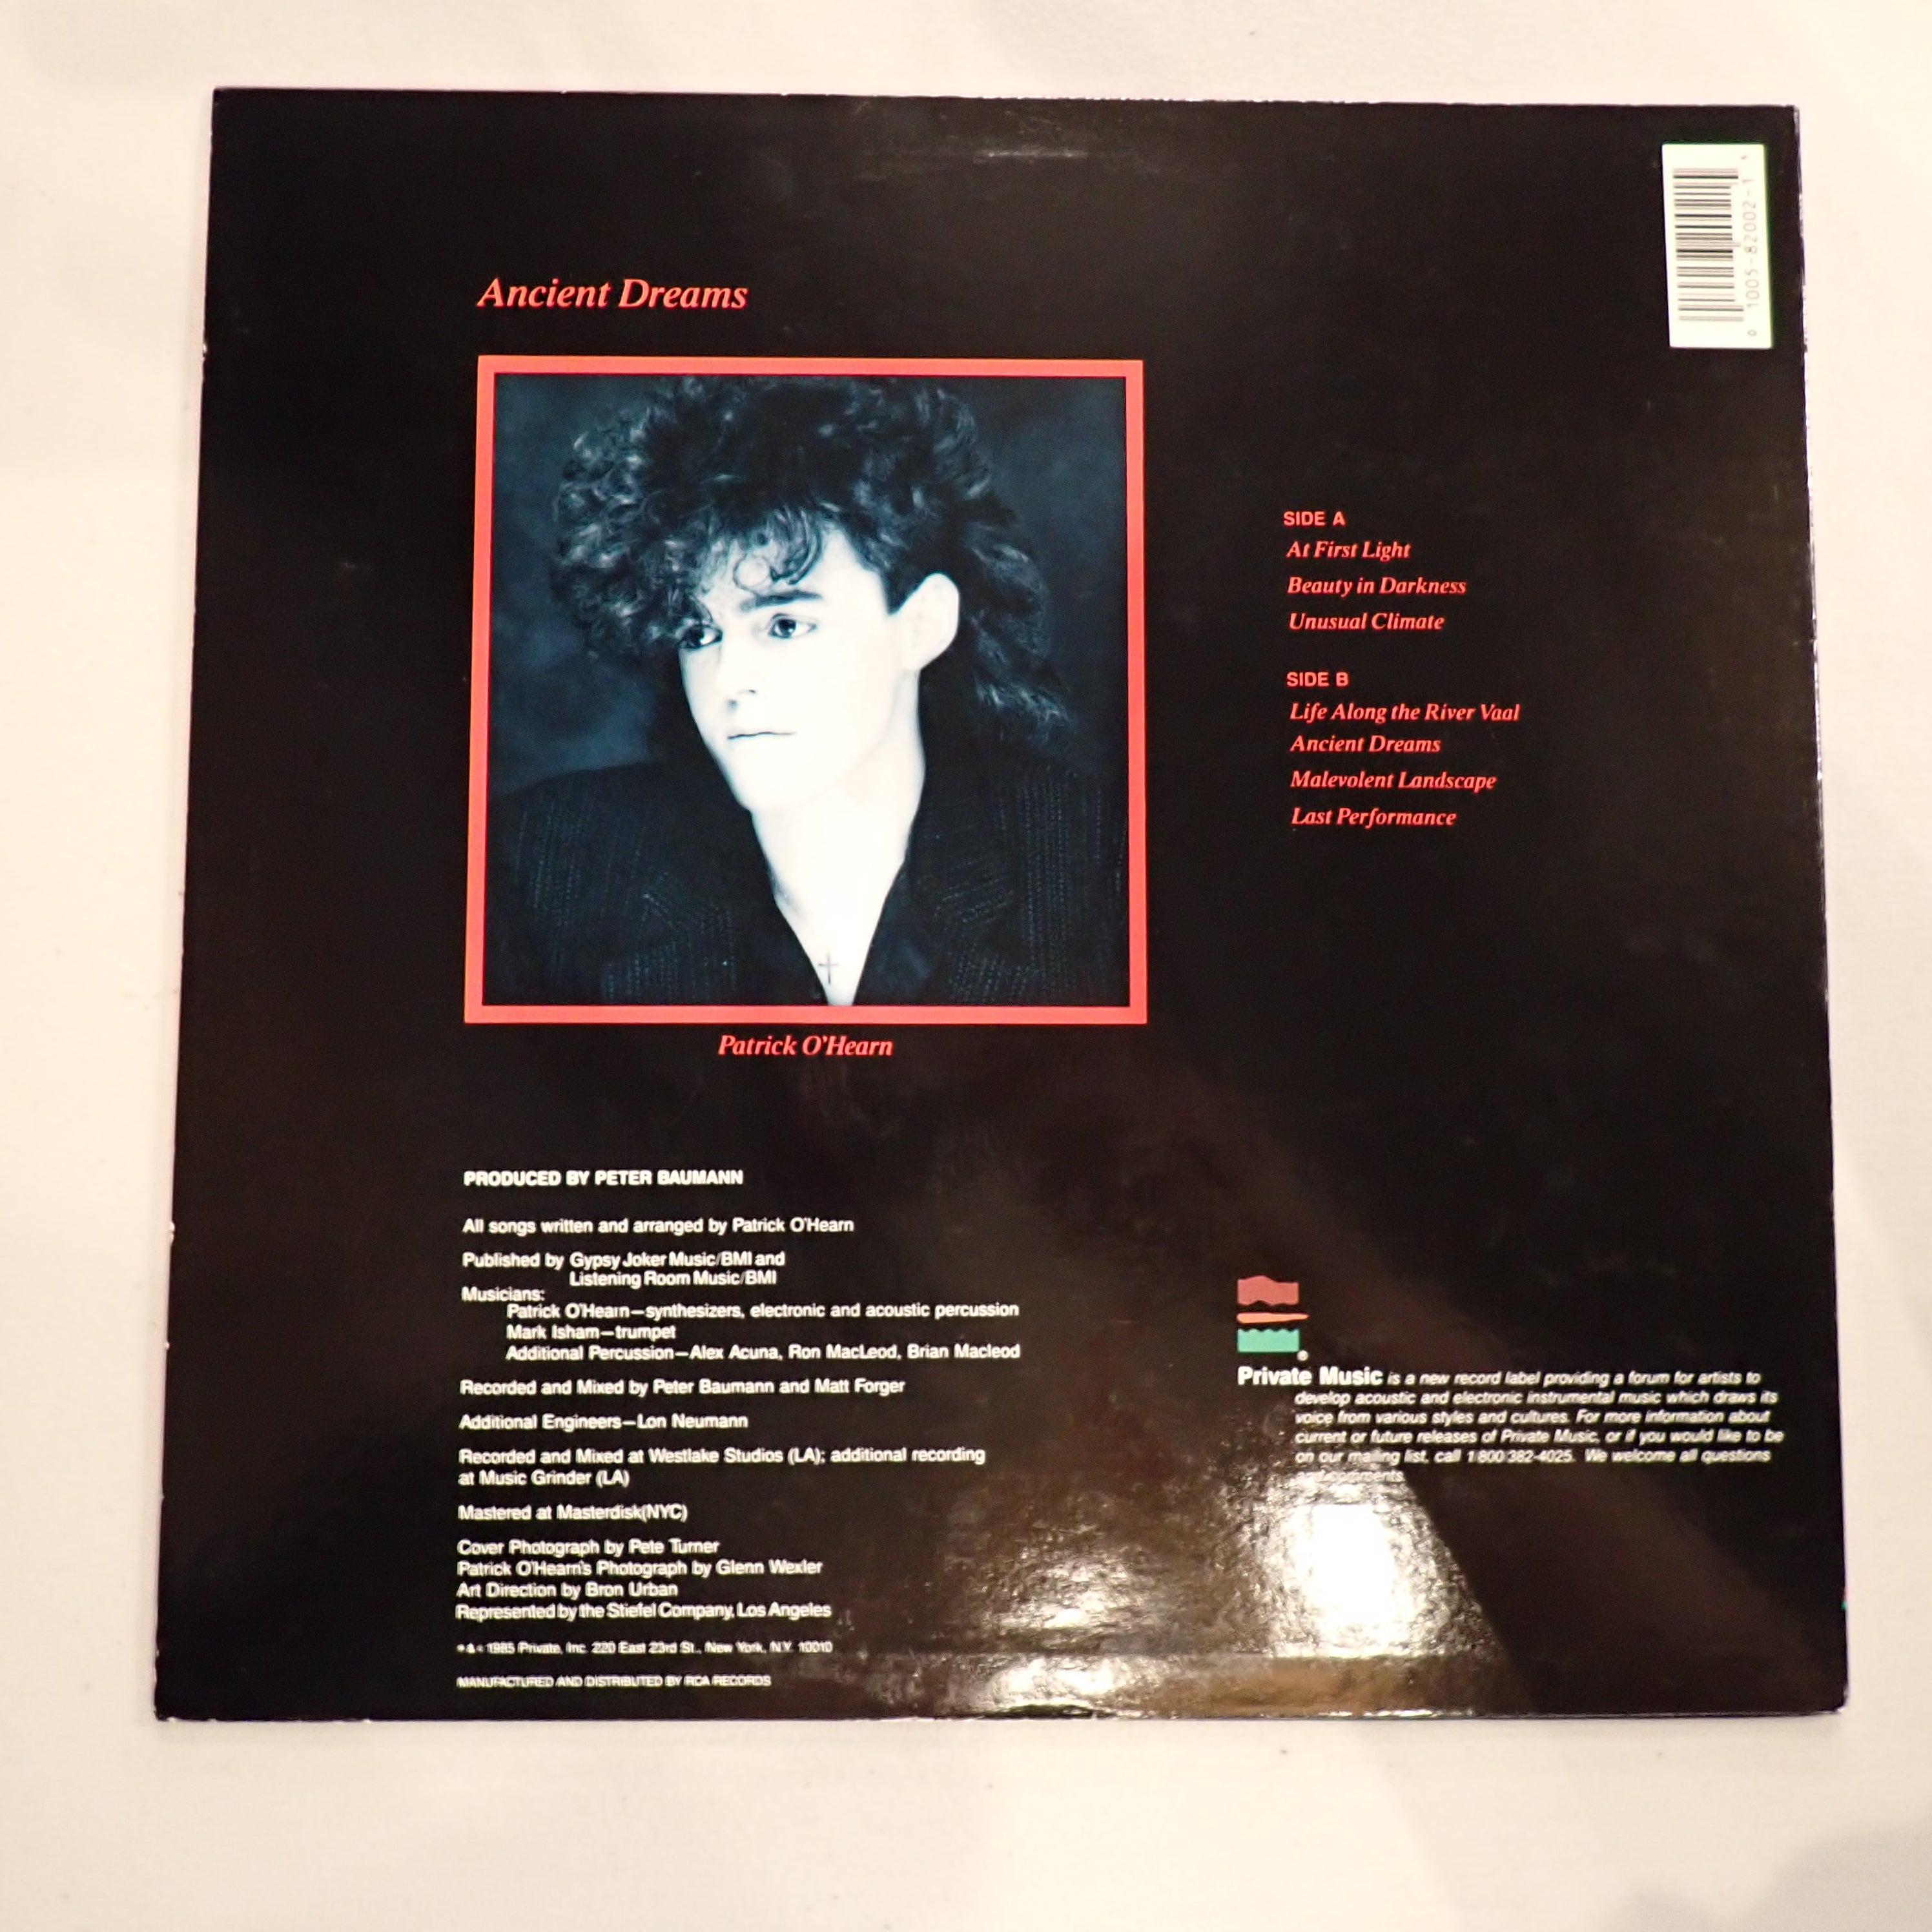 Ancient Dreams
0 1005-82002-1 4
Patrick O'Hearn
SIDE A
At First Light
Beauty in Darkness
Unusual Climate
SIDE B
Life Along the River Vaal
Ancient Dreams
Malevolent Landscape
Last Performance
PRODUCED BY PETER BAUMANN
All songs written and arranged by Patrick O'Hearn
Published by Gypsy Joker Music/BMI and
Listening Room Music/BMI
Musicians:
Patrick O'Hearn—synthesizers, electronic and acoustic percussion
Mark Isham—trumpet
Additional Percussion—Alex Acuna, Ron MacLeod, Brian Macleod
Recorded and Mixed by Peter Baumann and Matt Forger
Additional Engineers—Lon Neumann
Recorded and Mixed at Westlake Studios (LA); additional recording
at Music Grinder (LA)
Mastered at Masterdisk(NYC)
Cover Photograph by Pete Turner
Patrick O'Hearn's Photograph by Glenn Wexler
Art Direction by Bron Urban
Represented by the Stiefel Company, Los Angeles
℗ & © 1985 Private, Inc. 220 East 23rd St., New York, N.Y. 10010
MANUFACTURED AND DISTRIBUTED BY RCA RECORDS
Private Music is a new record label providing a forum for artists to
develop acoustic and electronic instrumental music which draws its
voice from various styles and cultures. For more information about
current or future releases of Private Music, or if you would like to be
on our mailing list, call 1 800 382-4025. We welcome all questions
and comments.